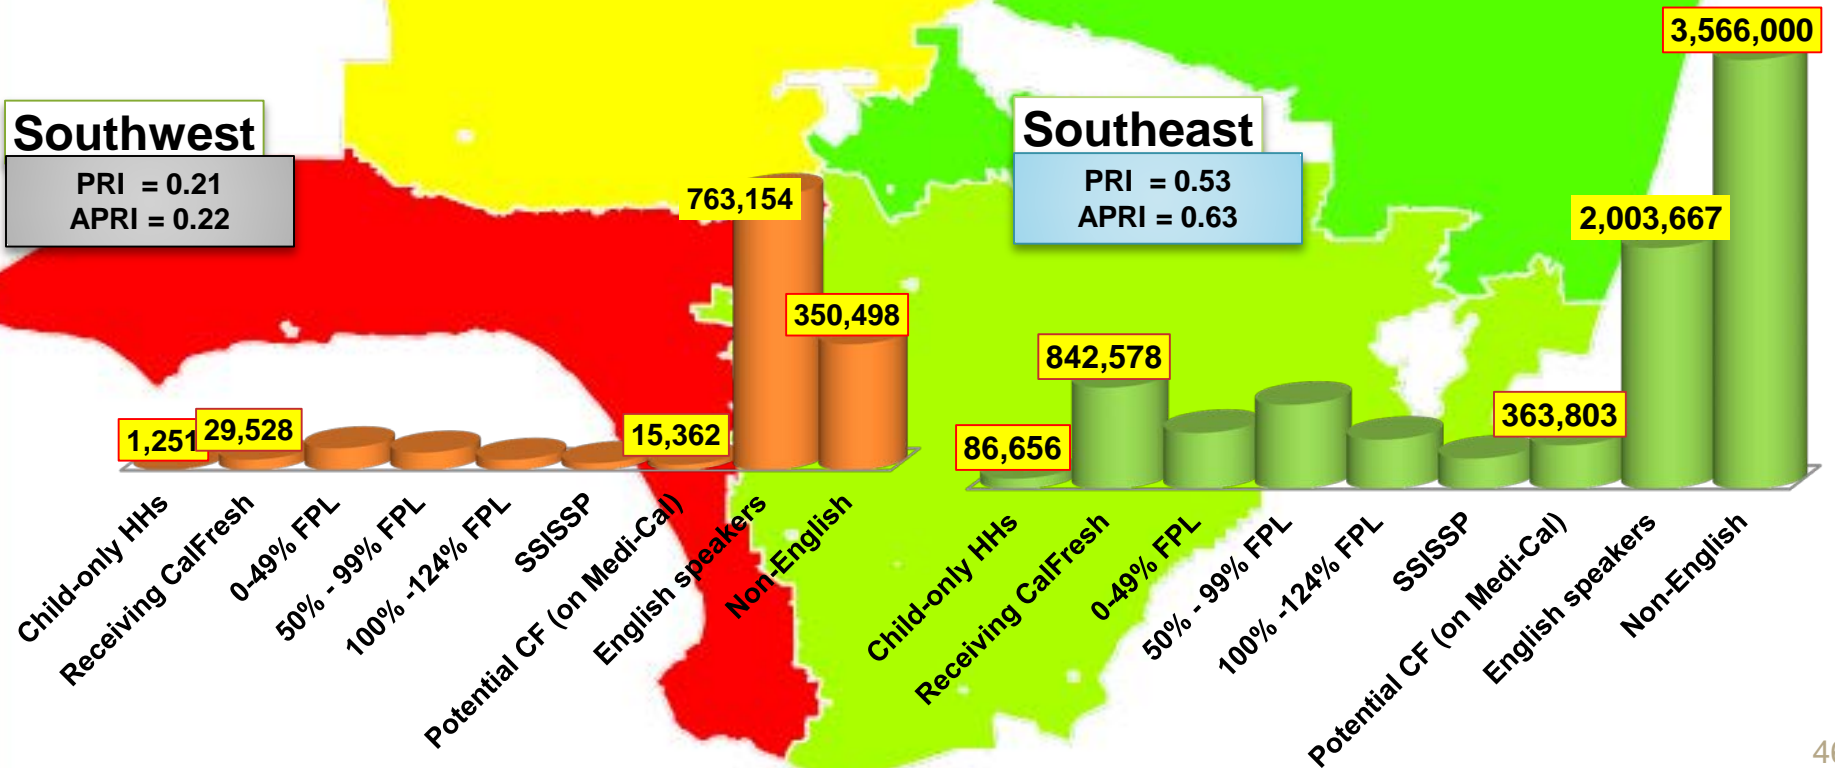 Southwest
PRI = 0.21
APRI = 0.22
763,154
350,498
1,251
29,528
15,362
Child-only HHs
Receiving CalFresh
0-49% FPL
50% - 99% FPL
100% -124% FPL
SSISSP
Potential CF (on Medi-Cal)
English speakers
Non-English
Southeast
PRI = 0.53
APRI = 0.63
3,566,000
2,003,667
842,578
363,803
86,656
Child-only HHs
Receiving CalFresh
0-49% FPL
50% - 99% FPL
100% -124% FPL
SSISSP
Potential CF (on Medi-Cal)
English speakers
Non-English